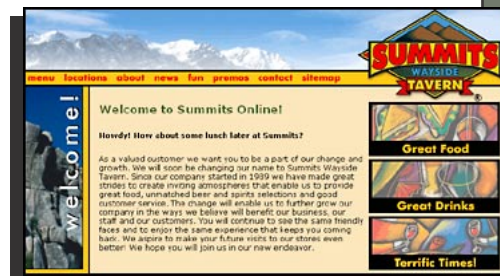 SUMMITS
WAYSIDE
TAVERN
®
menu locations about news fun promos contact sitemap
welcome!
Welcome to Summits Online!
Howdy! How about some lunch later at Summits?
As a valued customer we want you to be a part of our change and
growth. We will soon be changing our name to Summits Wayside
Tavern. Since our company started in 1989 we have made great
strides to create inviting atmospheres that enable us to provide
great food, unmatched beer and spirits selections and good
customer service. The change will enable us to further grow our
company in the ways we believe will benefit our business, our
staff and our customers. You will continue to see the same friendly
faces and to enjoy the same experience that keeps you coming
back. We aspire to make your future visits to our stores even
better! We hope you will join us in our new endeavor.
Great Food
Great Drinks
Terrific Times!